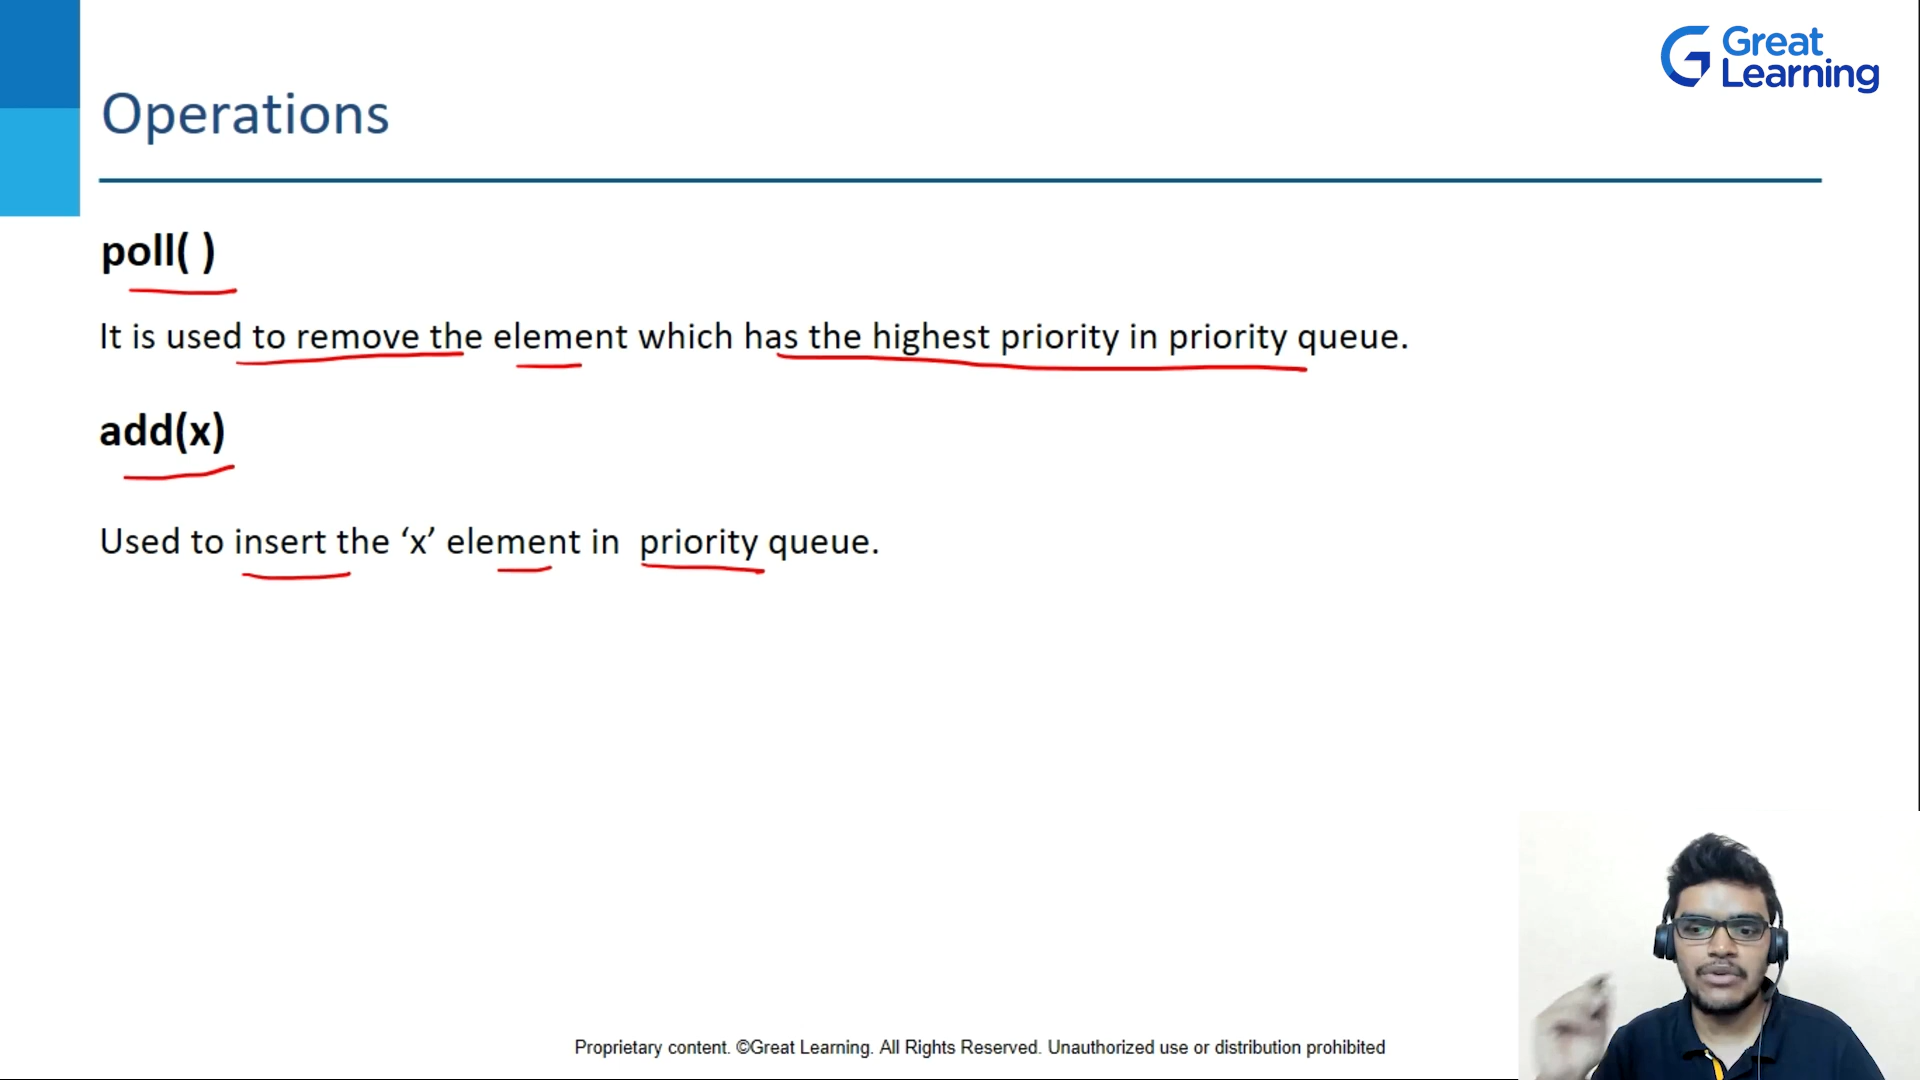 Great
Learning
Operations
poll( )
It is used to remove the element which has the highest priority in priority queue.
add(x)
Used to insert the ‘x’ element in priority queue.
Proprietary content. ©Great Learning. All Rights Reserved. Unauthorized use or distribution prohibited